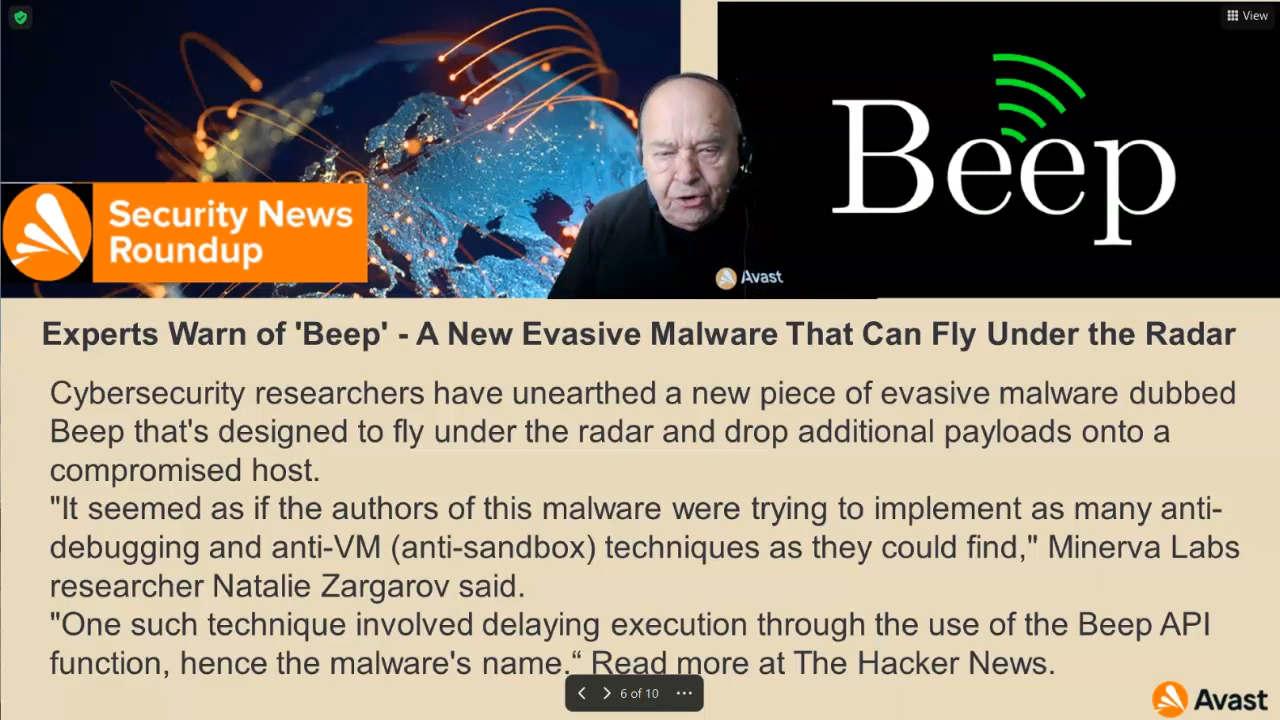 View
Beep
Security News
Roundup
Avast
Experts Warn of 'Beep' - A New Evasive Malware That Can Fly Under the Radar
Cybersecurity researchers have unearthed a new piece of evasive malware dubbed
Beep that's designed to fly under the radar and drop additional payloads onto a
compromised host.
"It seemed as if the authors of this malware were trying to implement as many anti-
debugging and anti-VM (anti-sandbox) techniques as they could find," Minerva Labs
researcher Natalie Zargarov said.
"One such technique involved delaying execution through the use of the Beep API
function, hence the malware's name.“ Read more at The Hacker News.
6 of 10
Avast